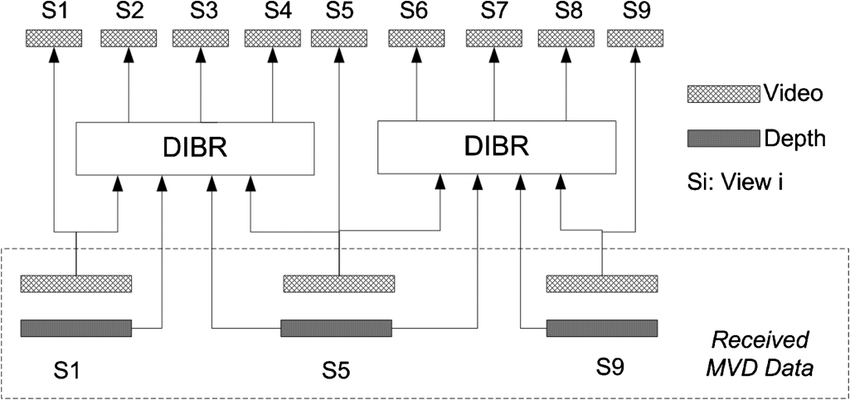 S1 S2 S3 S4 S5 S6 S7 S8 S9
Video
DIBR DIBR
Depth
Si: View i
Received
MVD Data
S1 S5 S9